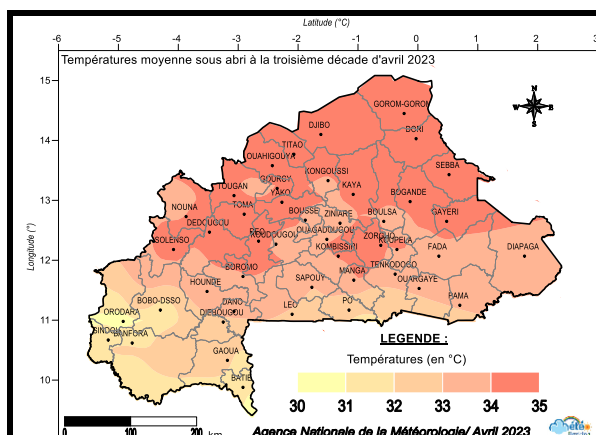 Latitude (°C)
-6 -5 -4 -3 -2 -1 0 1 2 3
Températures moyenne sous abri à la troisième décade d'avril 2023
15
GOROM-GOROM
N
W E
S
DJIBO
14
DORI
TITAO
OUAHIGOUYA
SEBBA
KONGOUSSI
GOURCY
TOUGAN
KAYA
YAKO
BOGANDE
13
NOUNA
TOMA
BOUSSE
ZINIARE
BOULSA
GAYERI
DEDOUGOU
REO
OUAGADOUGOU
ZORGHO
SOLENSO
KOUDOUGOU
KOUPELA
KOMBISSIRI
FADA
DIAPAGA
12
BOROMO
MANGA
TENKODOGO
HOUNDE
SAPOUY
OUARGAYE
PAMA
BOBO-DSSO
DANO
LEO
PO
ORODARA
DIEBOUGOU
11
SINDOU
BANFORA
LEGENDE :
GAOUA
Températures (en °C)
10
BATIE
30 31 32 33 34 35
0 100 200
km
Agence Nationale de la Météorologie/ Avril 2023
Longitude (°)